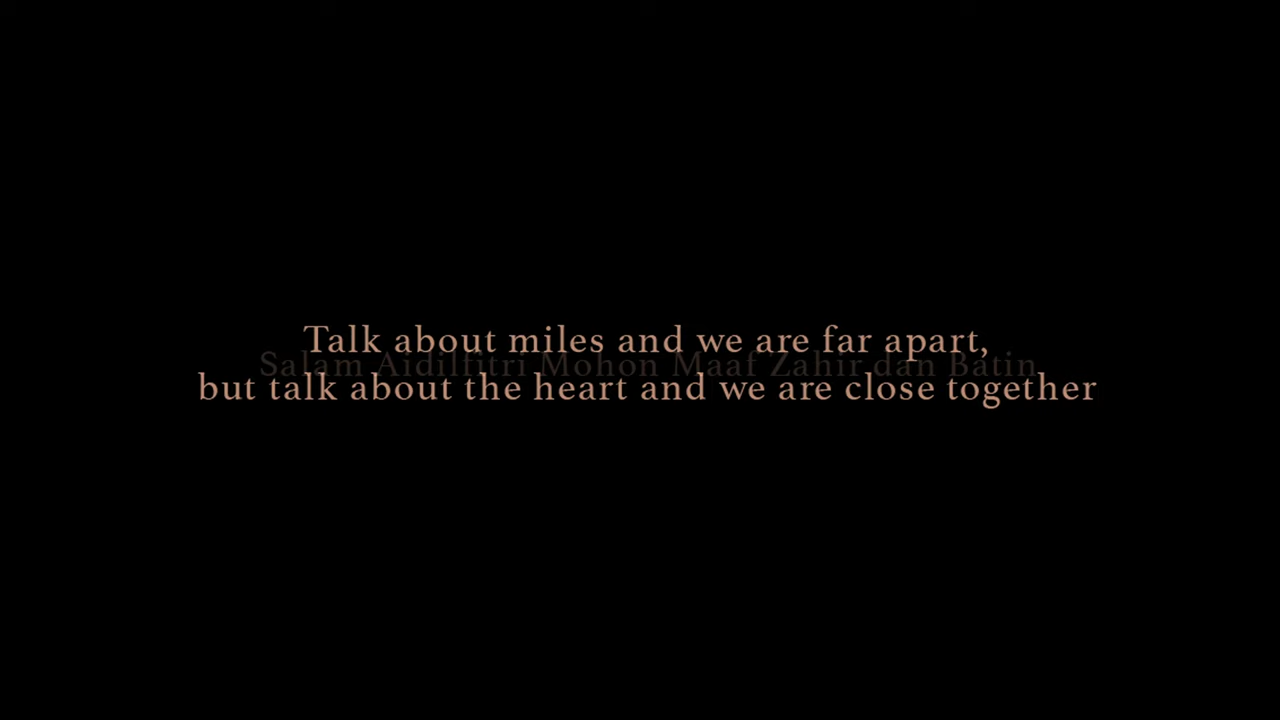 Talk about miles and we are far apart,
Salam Aidilfitri Mohon Maaf Zahir dan Batin
but talk about the heart and we are close together